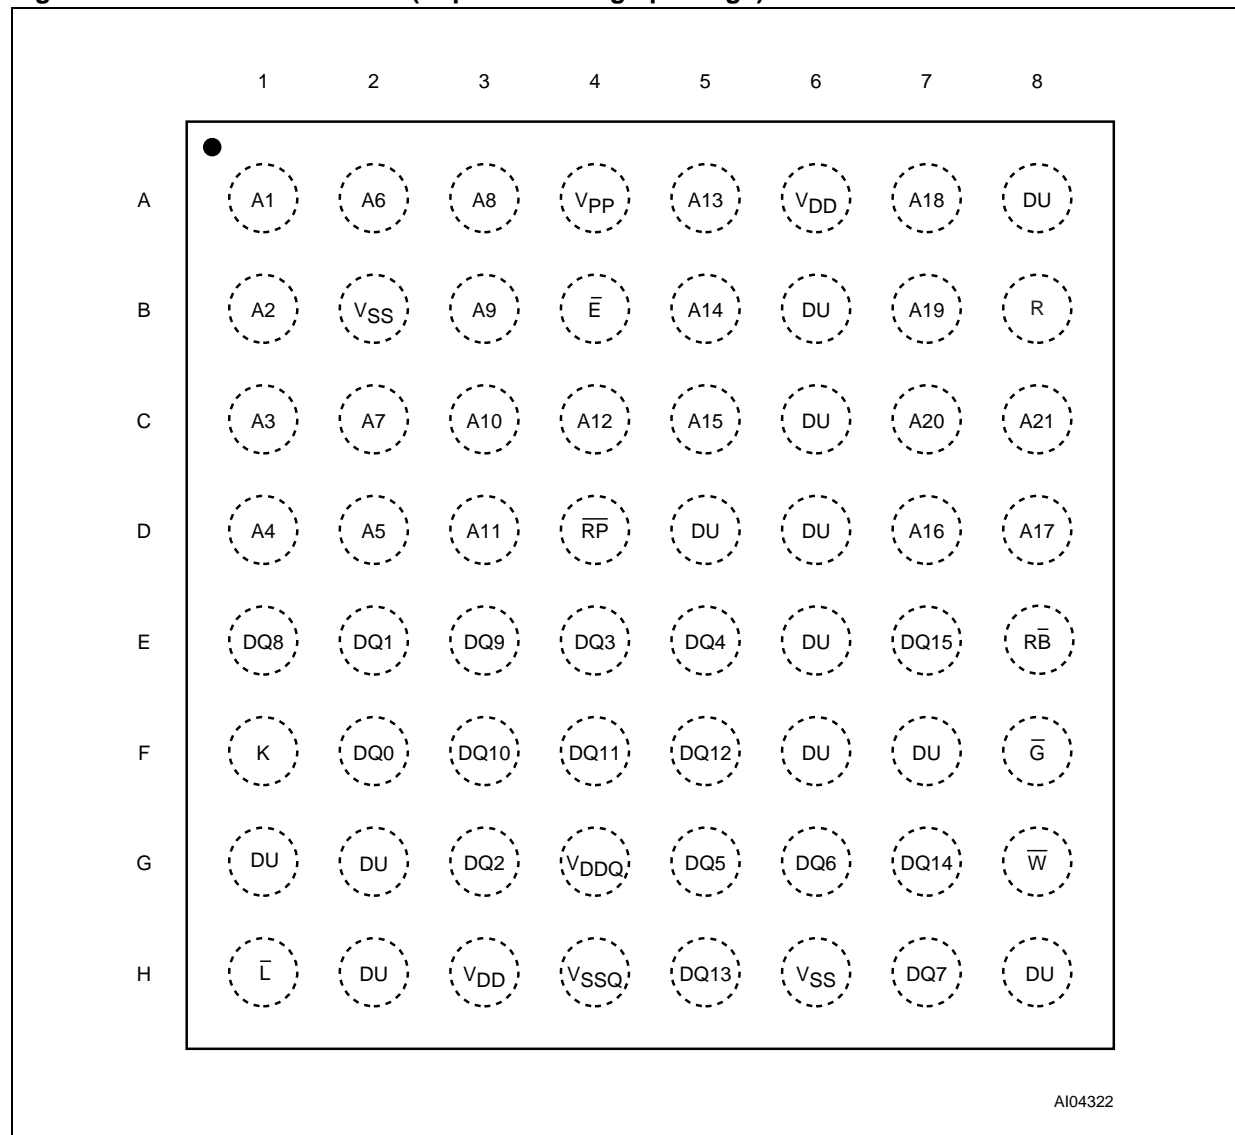 1 2 3 4 5 6 7 8
A A1 A6 A8 VPP A13 VDD A18 DU
B A2 VSS A9 E̅ A14 DU A19 R
C A3 A7 A10 A12 A15 DU A20 A21
D A4 A5 A11 R̅P̅ DU DU A16 A17
E DQ8 DQ1 DQ9 DQ3 DQ4 DU DQ15 RB̅
F K DQ0 DQ10 DQ11 DQ12 DU DU G̅
G DU DU DQ2 VDDQ DQ5 DQ6 DQ14 W̅
H L̅ DU VDD VSSQ DQ13 VSS DQ7 DU
AI04322